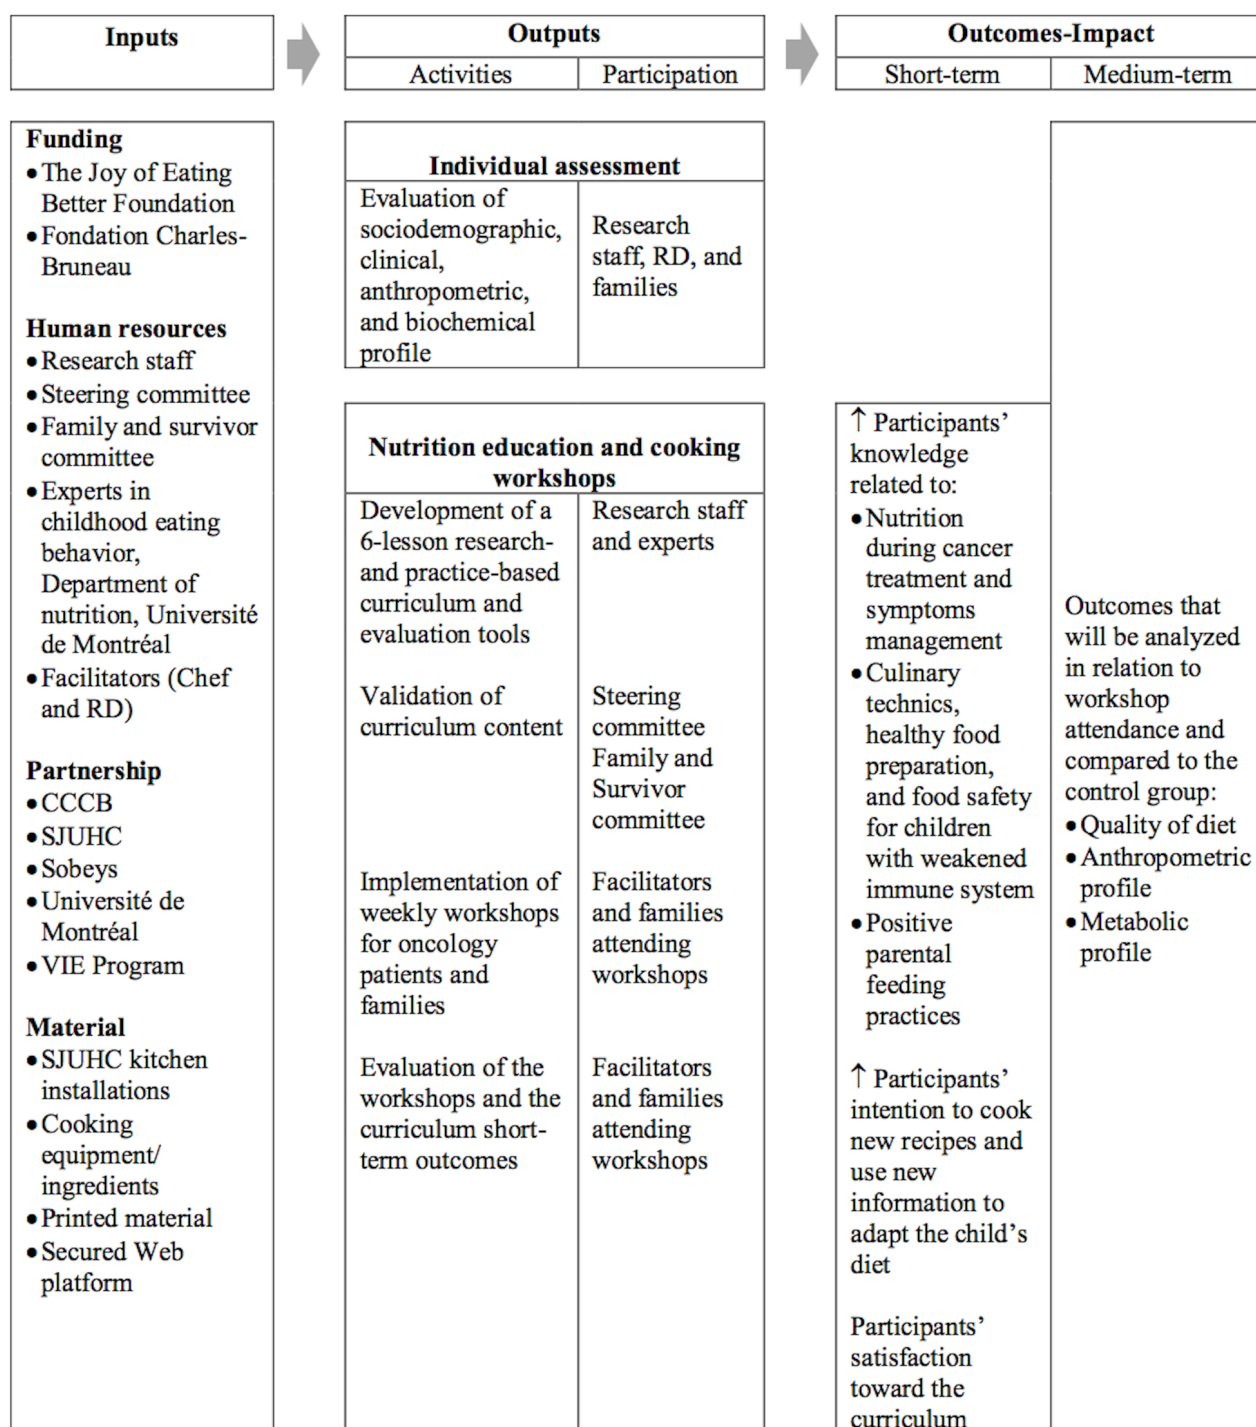 Inputs
Outputs
Activities
Participation
Outcomes-Impact
Short-term
Medium-term
Funding
• The Joy of Eating
Better Foundation
• Fondation Charles-
Bruneau
Human resources
• Research staff
• Steering committee
• Family and survivor
committee
• Experts in
childhood eating
behavior,
Department of
nutrition, Université
de Montréal
• Facilitators (Chef
and RD)
Partnership
• CCCB
• SJUHC
• Sobeys
• Université de
Montréal
• VIE Program
Material
• SJUHC kitchen
installations
• Cooking
equipment/
ingredients
• Printed material
• Secured Web
platform
Individual assessment
Evaluation of
sociodemographic,
clinical,
anthropometric,
and biochemical
profile
Research
staff, RD, and
families
Nutrition education and cooking
workshops
Development of a
6-lesson research-
and practice-based
curriculum and
evaluation tools
Research staff
and experts
Validation of
curriculum content
Steering
committee
Family and
Survivor
committee
Implementation of
weekly workshops
for oncology
patients and
families
Facilitators
and families
attending
workshops
Evaluation of the
workshops and the
curriculum short-
term outcomes
Facilitators
and families
attending
workshops
↑ Participants’
knowledge
related to:
• Nutrition
during cancer
treatment and
symptoms
management
• Culinary
technics,
healthy food
preparation,
and food safety
for children
with weakened
immune system
• Positive
parental
feeding
practices
↑ Participants’
intention to cook
new recipes and
use new
information to
adapt the child’s
diet
Participants’
satisfaction
toward the
curriculum
Outcomes that
will be analyzed
in relation to
workshop
attendance and
compared to the
control group:
• Quality of diet
• Anthropometric
profile
• Metabolic
profile